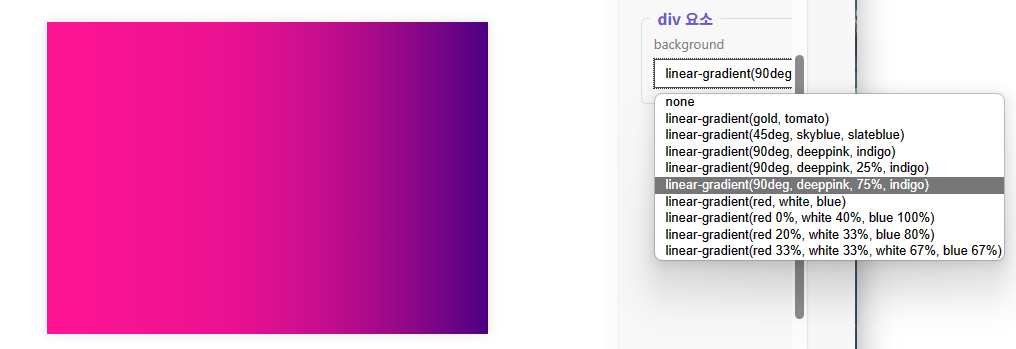 div 요소
background
linear-gradient(90deg
none
linear-gradient(gold, tomato)
linear-gradient(45deg, skyblue, slateblue)
linear-gradient(90deg, deeppink, indigo)
linear-gradient(90deg, deeppink, 25%, indigo)
linear-gradient(90deg, deeppink, 75%, indigo)
linear-gradient(red, white, blue)
linear-gradient(red 0%, white 40%, blue 100%)
linear-gradient(red 20%, white 33%, blue 80%)
linear-gradient(red 33%, white 33%, white 67%, blue 67%)